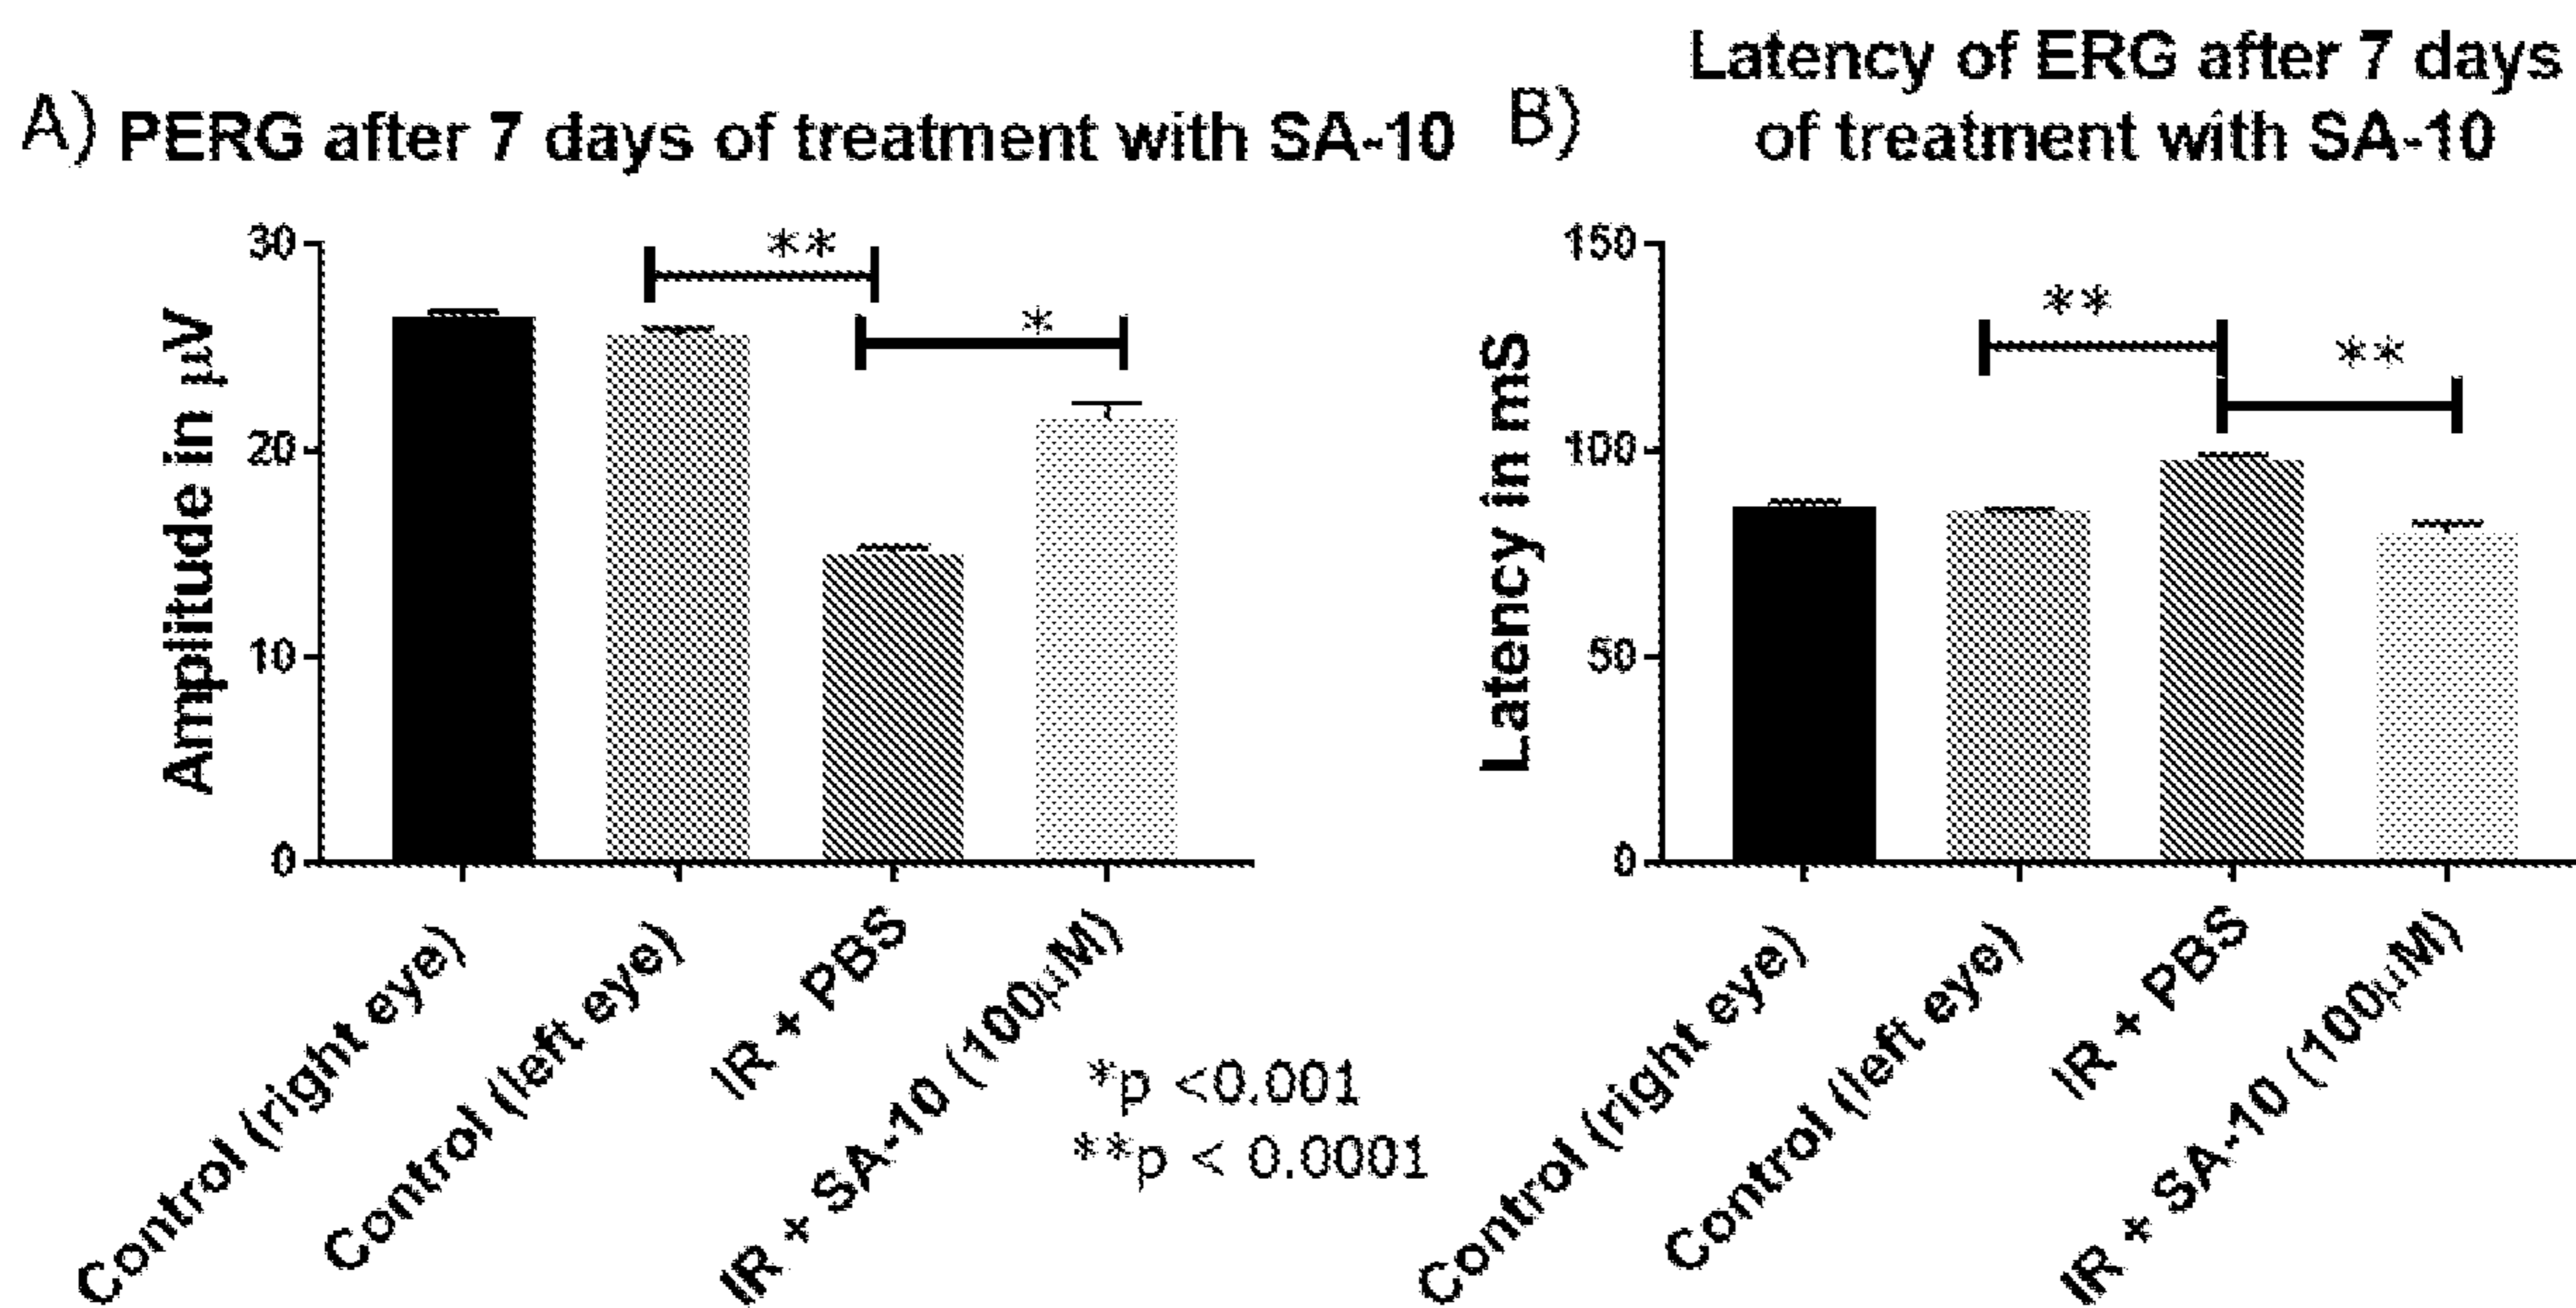 A) PERG after 7 days of treatment with SA-10
30
20
10
0
Amplitude in µV
**
*
Control (right eye)
Control (left eye)
IR + PBS
IR + SA-10 (100µM)
*p <0.001
**p < 0.0001
B)
Latency of ERG after 7 days
of treatment with SA-10
150
100
50
0
Latency in mS
**
**
Control (right eye)
Control (left eye)
IR + PBS
IR + SA-10 (100µM)